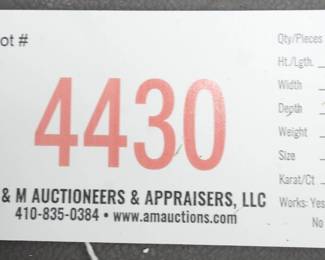 ot #
4430
& M AUCTIONEERS & APPRAISERS, LLC
410-835-0384 • www.amauctions.com
Qty/Pieces
Ht./Lgth.
Width
Depth
Weight
Size
Karat/Ct
Works: Yes
No